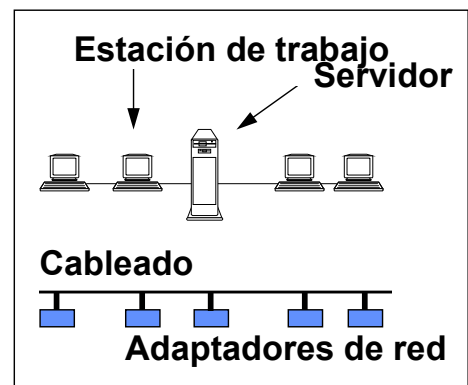 Estación de trabajo
Servidor
Cableado
Adaptadores de red